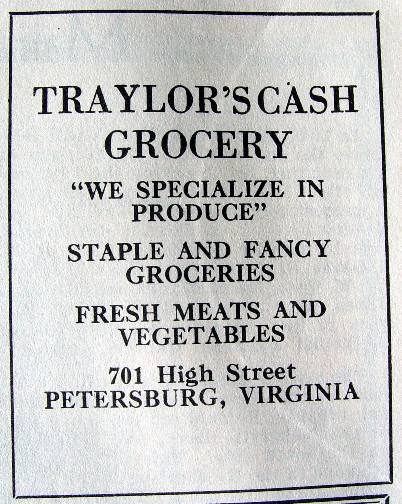 TRAYLOR'S CASH
GROCERY
"WE SPECIALIZE IN
PRODUCE"
STAPLE AND FANCY
GROCERIES
FRESH MEATS AND
VEGETABLES
701 High Street
PETERSBURG, VIRGINIA